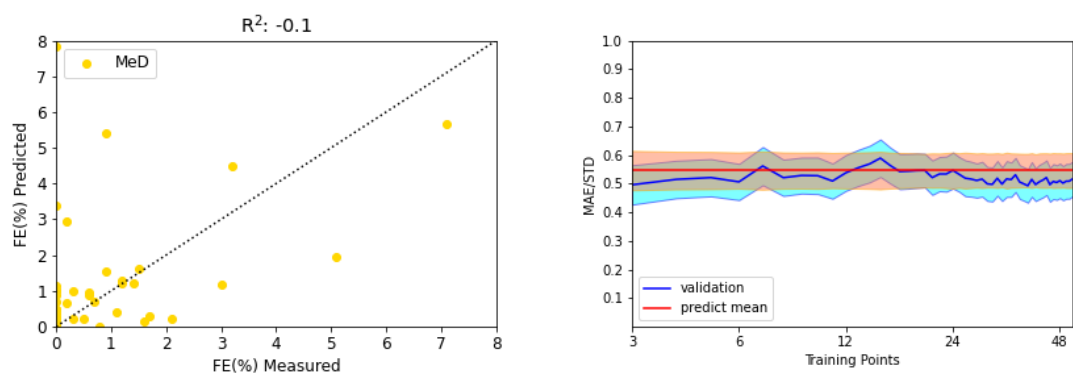 R²: -0.1
8
7
6
5
4
3
2
1
0
FE(%) Predicted
MeD
0 1 2 3 4 5 6 7 8
FE(%) Measured
1.0
0.9
0.8
0.7
0.6
0.5
0.4
0.3
0.2
0.1
MAE/STD
validation
predict mean
3 6 12 24 48
Training Points